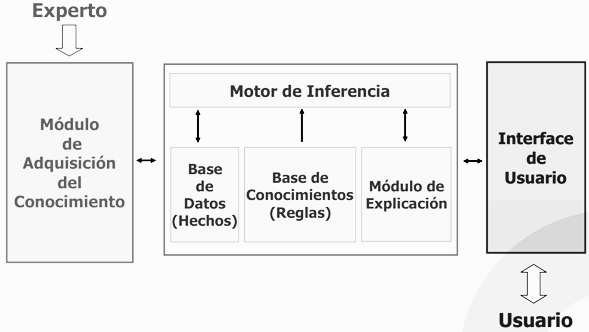 Experto
Módulo
de
Adquisición
del
Conocimiento
Motor de Inferencia
Base
de
Datos
(Hechos)
Base de
Conocimientos
(Reglas)
Módulo de
Explicación
Interface
de
Usuario
Usuario